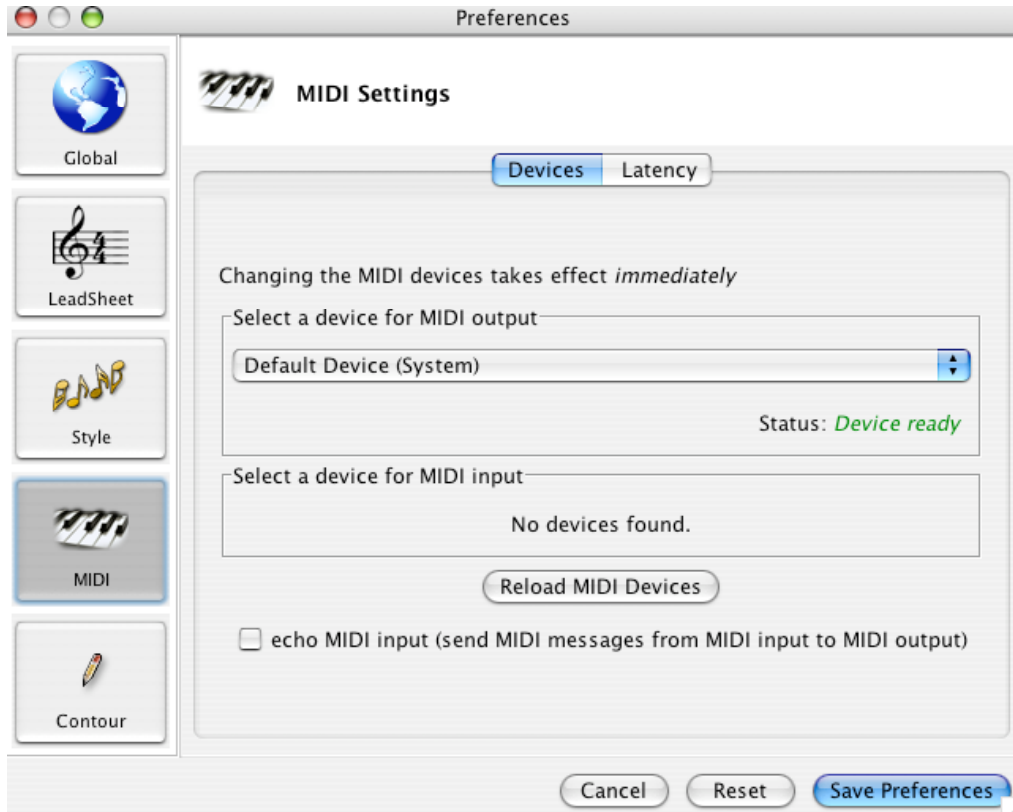 Preferences
Global
LeadSheet
Style
MIDI
Contour
MIDI Settings
Devices
Latency
Changing the MIDI devices takes effect immediately
Select a device for MIDI output
Default Device (System)
Status: Device ready
Select a device for MIDI input
No devices found.
Reload MIDI Devices
echo MIDI input (send MIDI messages from MIDI input to MIDI output)
Cancel
Reset
Save Preferences